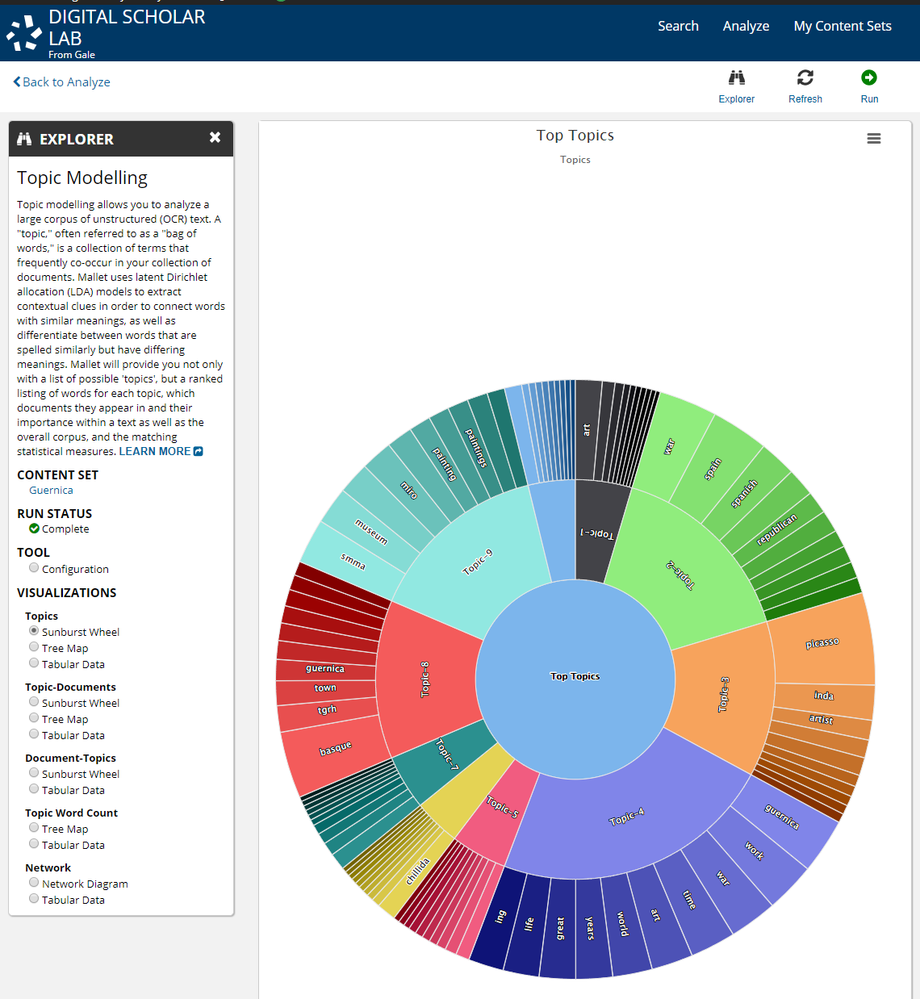 DIGITAL SCHOLAR
LAB
From Gale
Search
Analyze
My Content Sets
Back to Analyze
Explorer
Refresh
Run
EXPLORER
Topic Modelling
Topic modelling allows you to analyze a
large corpus of unstructured (OCR) text. A
"topic," often referred to as a "bag of
words," is a collection of terms that
frequently co-occur in your collection of
documents. Mallet uses latent Dirichlet
allocation (LDA) models to extract
contextual clues in order to connect words
with similar meanings, as well as
differentiate between words that are
spelled similarly but have differing
meanings. Mallet will provide you not only
with a list of possible 'topics', but a ranked
listing of words for each topic, which
documents they appear in and their
importance within a text as well as the
overall corpus, and the matching
statistical measures. LEARN MORE
CONTENT SET
Guernica
RUN STATUS
Complete
TOOL
Configuration
VISUALIZATIONS
Topics
Sunburst Wheel
Tree Map
Tabular Data
Topic-Documents
Sunburst Wheel
Tree Map
Tabular Data
Document-Topics
Sunburst Wheel
Tabular Data
Topic Word Count
Tree Map
Tabular Data
Network
Network Diagram
Tabular Data
Top Topics
Topics
Top Topics
Topic-1
art
Topic-2
war
spain
spanish
republican
Topic-3
picasso
inda
artist
Topic-4
guernica
work
war
time
art
world
years
great
life
ing
Topic-5
chillida
Topic-7
Topic-8
basque
tgrh
town
guernica
Topic-9
smma
museum
miro
painting
paintings